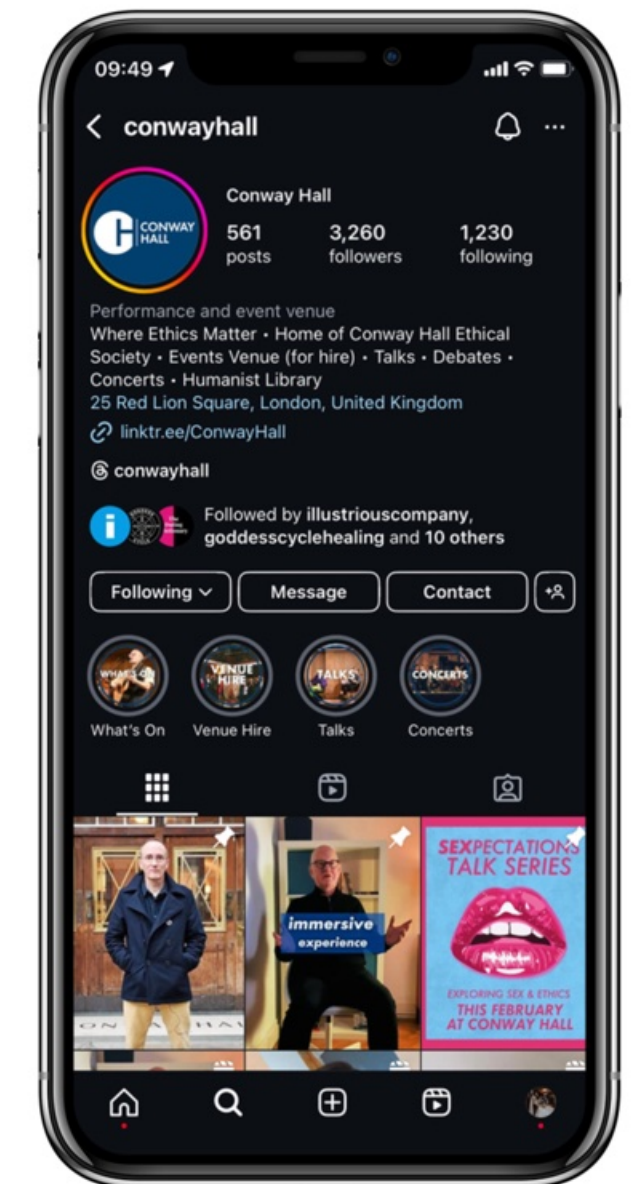 09:49
conwayhall
CONWAY
HALL
Conway Hall
561 3,260 1,230
posts followers following
Performance and event venue
Where Ethics Matter • Home of Conway Hall Ethical
Society • Events Venue (for hire) • Talks • Debates •
Concerts • Humanist Library
25 Red Lion Square, London, United Kingdom
linktr.ee/ConwayHall
conwayhall
Followed by illustriouscompany,
goddesscyclehealing and 10 others
Following Message Contact
WHAT'S ON VENUE HIRE TALKS CONCERTS
What's On Venue Hire Talks Concerts
SEXPECTATIONS
TALK SERIES
immersive
experience
EXPLORING SEX & ETHICS
THIS FEBRUARY
AT CONWAY HALL